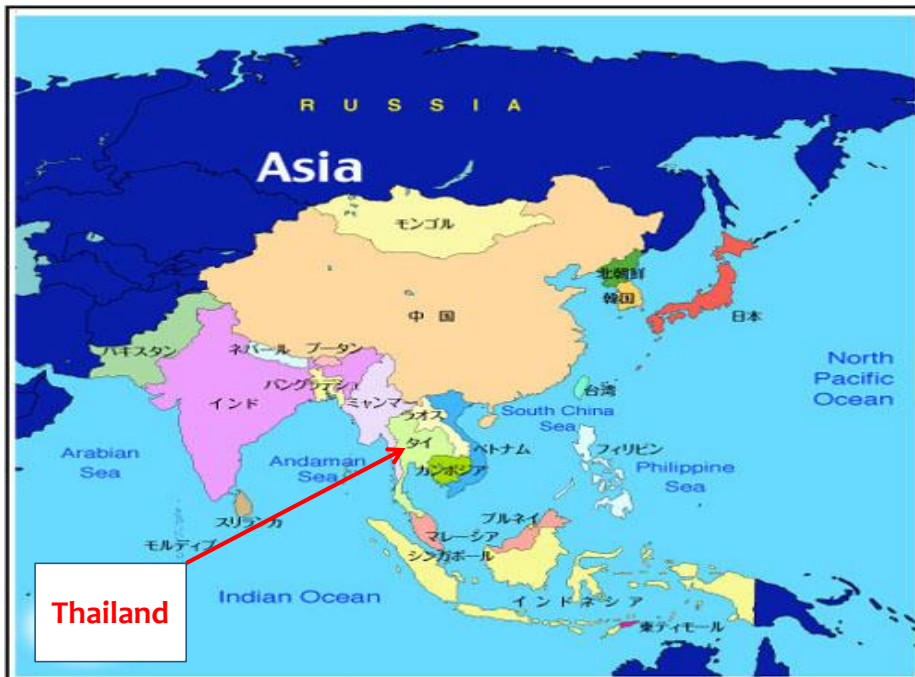 RUSSIA
Asia
モンゴル
北朝鮮
韓国
中国
日本
パキスタン
ネパール
ブータン
North
Pacific
Ocean
バングラデシュ
インド
ミャンマー
台湾
ラオス
South China
Sea
タイ
ベトナム
フィリピン
Arabian
Sea
Andaman
Sea
カンボジア
Philippine
Sea
スリランカ
ブルネイ
モルディブ
マレーシア
シンガポール
Indian Ocean
インドネシア
東ティモール
Thailand